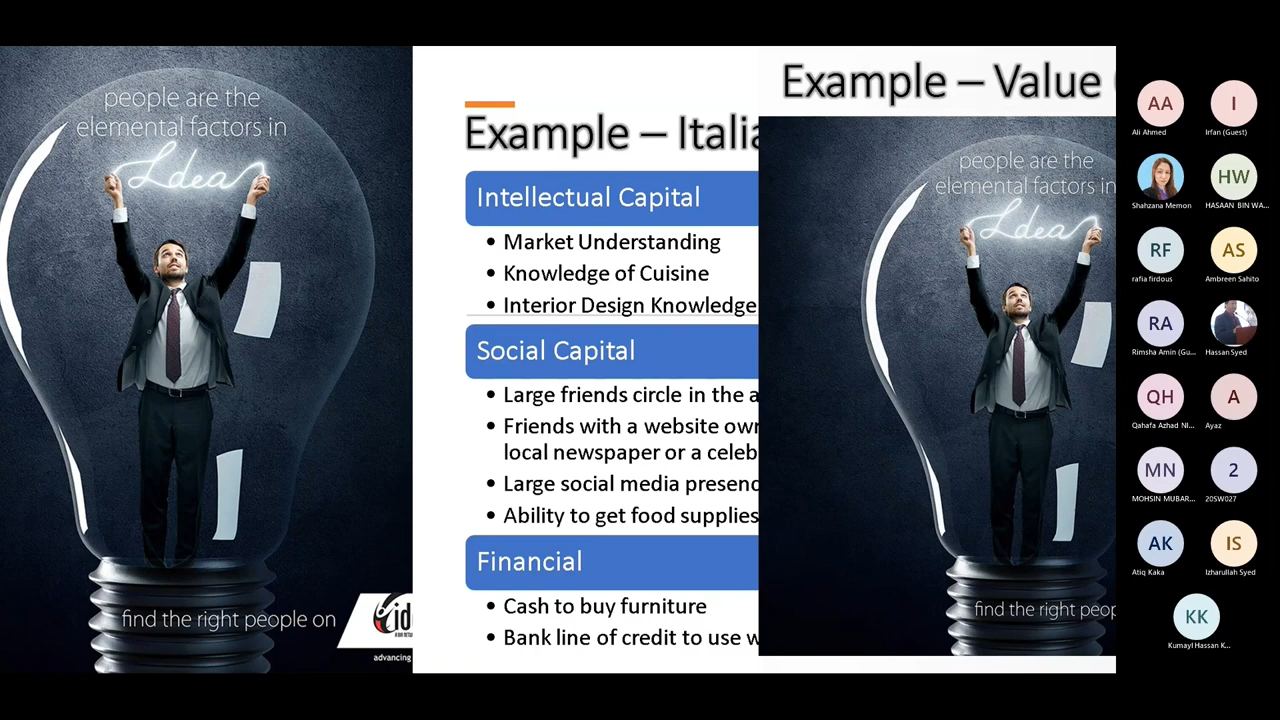 people are the
elemental factors in
Idea
find the right people on
advancing
Example – Italia
Intellectual Capital
• Market Understanding
• Knowledge of Cuisine
• Interior Design Knowledge
Social Capital
• Large friends circle in the a
• Friends with a website own
local newspaper or a celeb
• Large social media presenc
• Ability to get food supplies
Financial
• Cash to buy furniture
• Bank line of credit to use w
Example – Value
people are the
elemental factors in
Idea
find the right peop
AA
Ali Ahmed
I
Irfan (Guest)
Shahzana Memon
HW
HASAAN BIN WA...
RF
rafia firdous
AS
Ambreen Sahito
RA
Rimsha Amin (Gu...
Hassan Syed
QH
Qahafa Azhad NI...
A
Ayaz
MN
MOHSIN MUBAR...
2
20SW027
AK
Atiq Kaka
IS
Izharullah Syed
KK
Kumayl Hassan K...